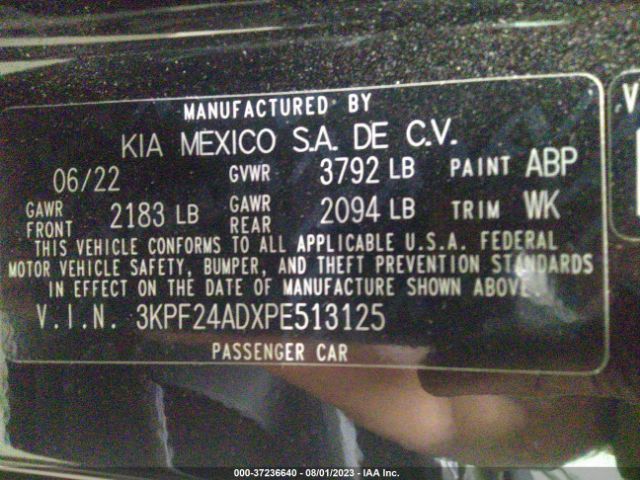 MANUFACTURED BY
KIA MEXICO S.A. DE C.V.
06/22 GVWR 3792 LB PAINT ABP
GAWR FRONT 2183 LB GAWR REAR 2094 LB TRIM WK
THIS VEHICLE CONFORMS TO ALL APPLICABLE U.S.A. FEDERAL
MOTOR VEHICLE SAFETY, BUMPER, AND THEFT PREVENTION STANDARDS
IN EFFECT ON THE DATE OF MANUFACTURE SHOWN ABOVE
V.I.N. 3KPF24ADXPE513125
PASSENGER CAR
V
000-37236640 - 08/01/2023 - IAA Inc.